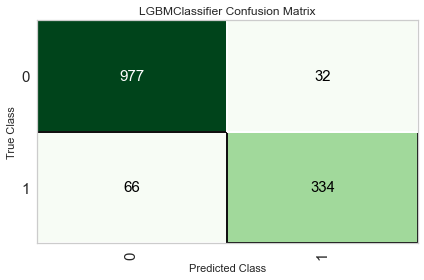 LGBMClassifier Confusion Matrix
True Class
0
977
32
1
66
334
0
1
Predicted Class